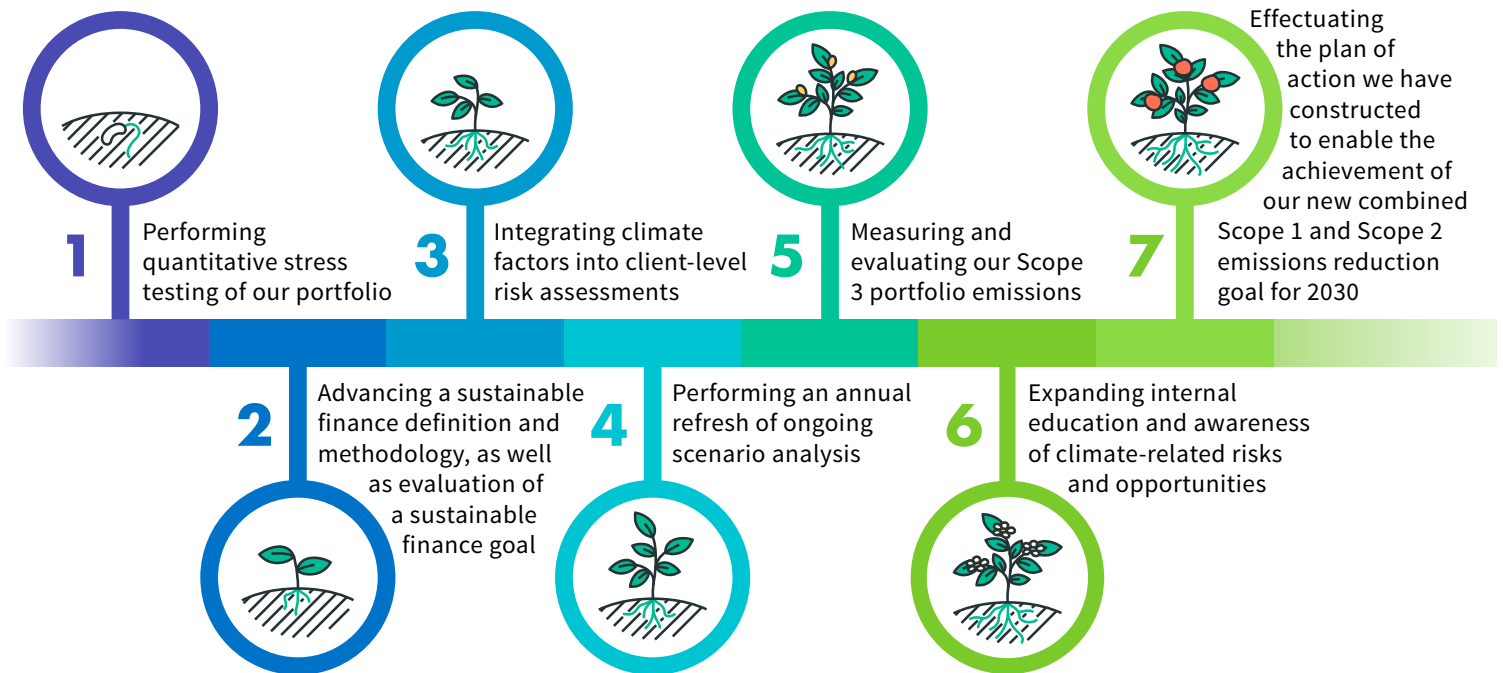 1
Performing
quantitative stress
testing of our portfolio
2
Advancing a sustainable
finance definition and
methodology, as well
as evaluation of
a sustainable
finance goal
3
Integrating climate
factors into client-level
risk assessments
4
Performing an annual
refresh of ongoing
scenario analysis
5
Measuring and
evaluating our Scope
3 portfolio emissions
6
Expanding internal
education and awareness
of climate-related risks
and opportunities
7
Effectuating
the plan of
action we have
constructed
to enable the
achievement of
our new combined
Scope 1 and Scope 2
emissions reduction
goal for 2030